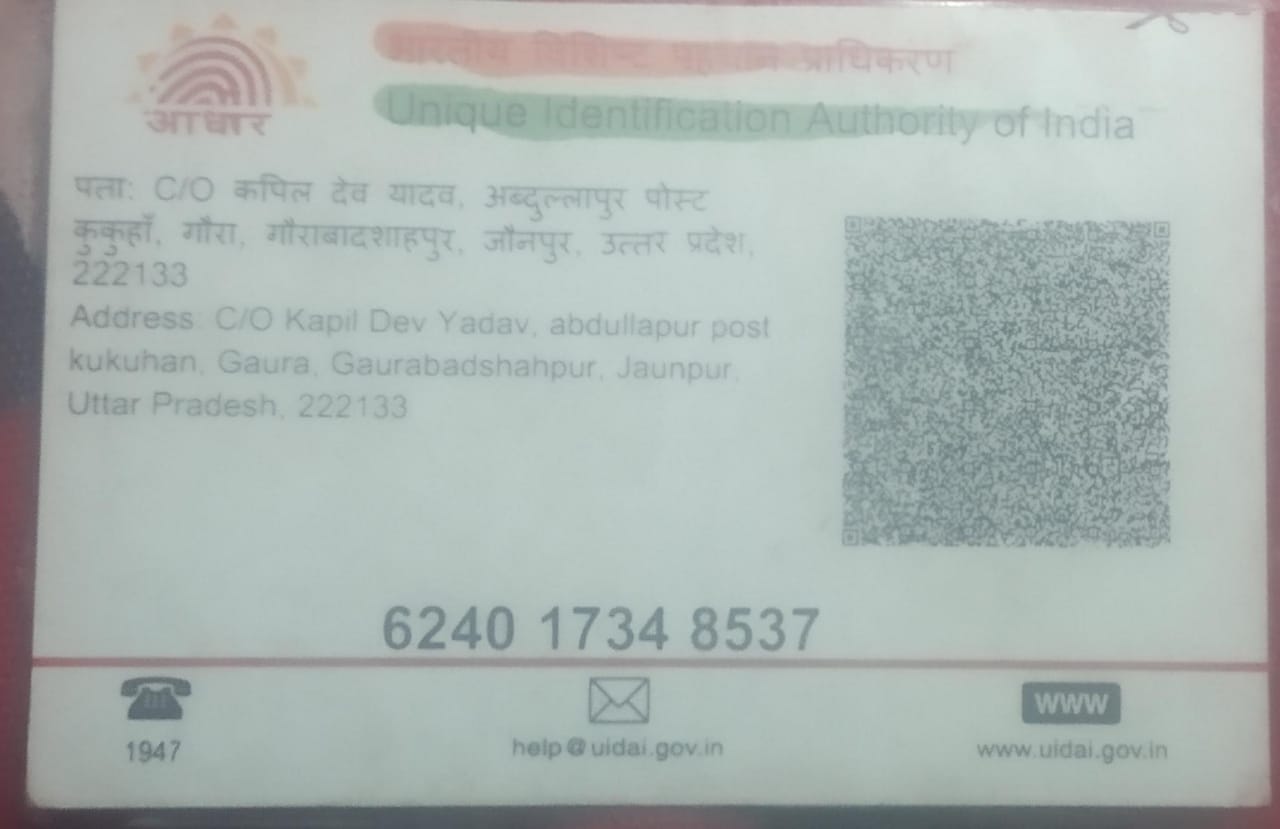 आधार
भारतीय विशिष्ट पहचान प्राधिकरण
Unique Identification Authority of India
पता: C/O कपिल देव यादव, अब्दुल्लापुर पोस्ट
कुकुहाँ, गौरा, गौराबादशाहपुर, जौनपुर, उत्तर प्रदेश,
222133
Address: C/O Kapil Dev Yadav, abdullapur post
kukuhan, Gaura, Gaurabadshahpur, Jaunpur,
Uttar Pradesh, 222133
6240 1734 8537
1947
help@uidai.gov.in
WWW
www.uidai.gov.in